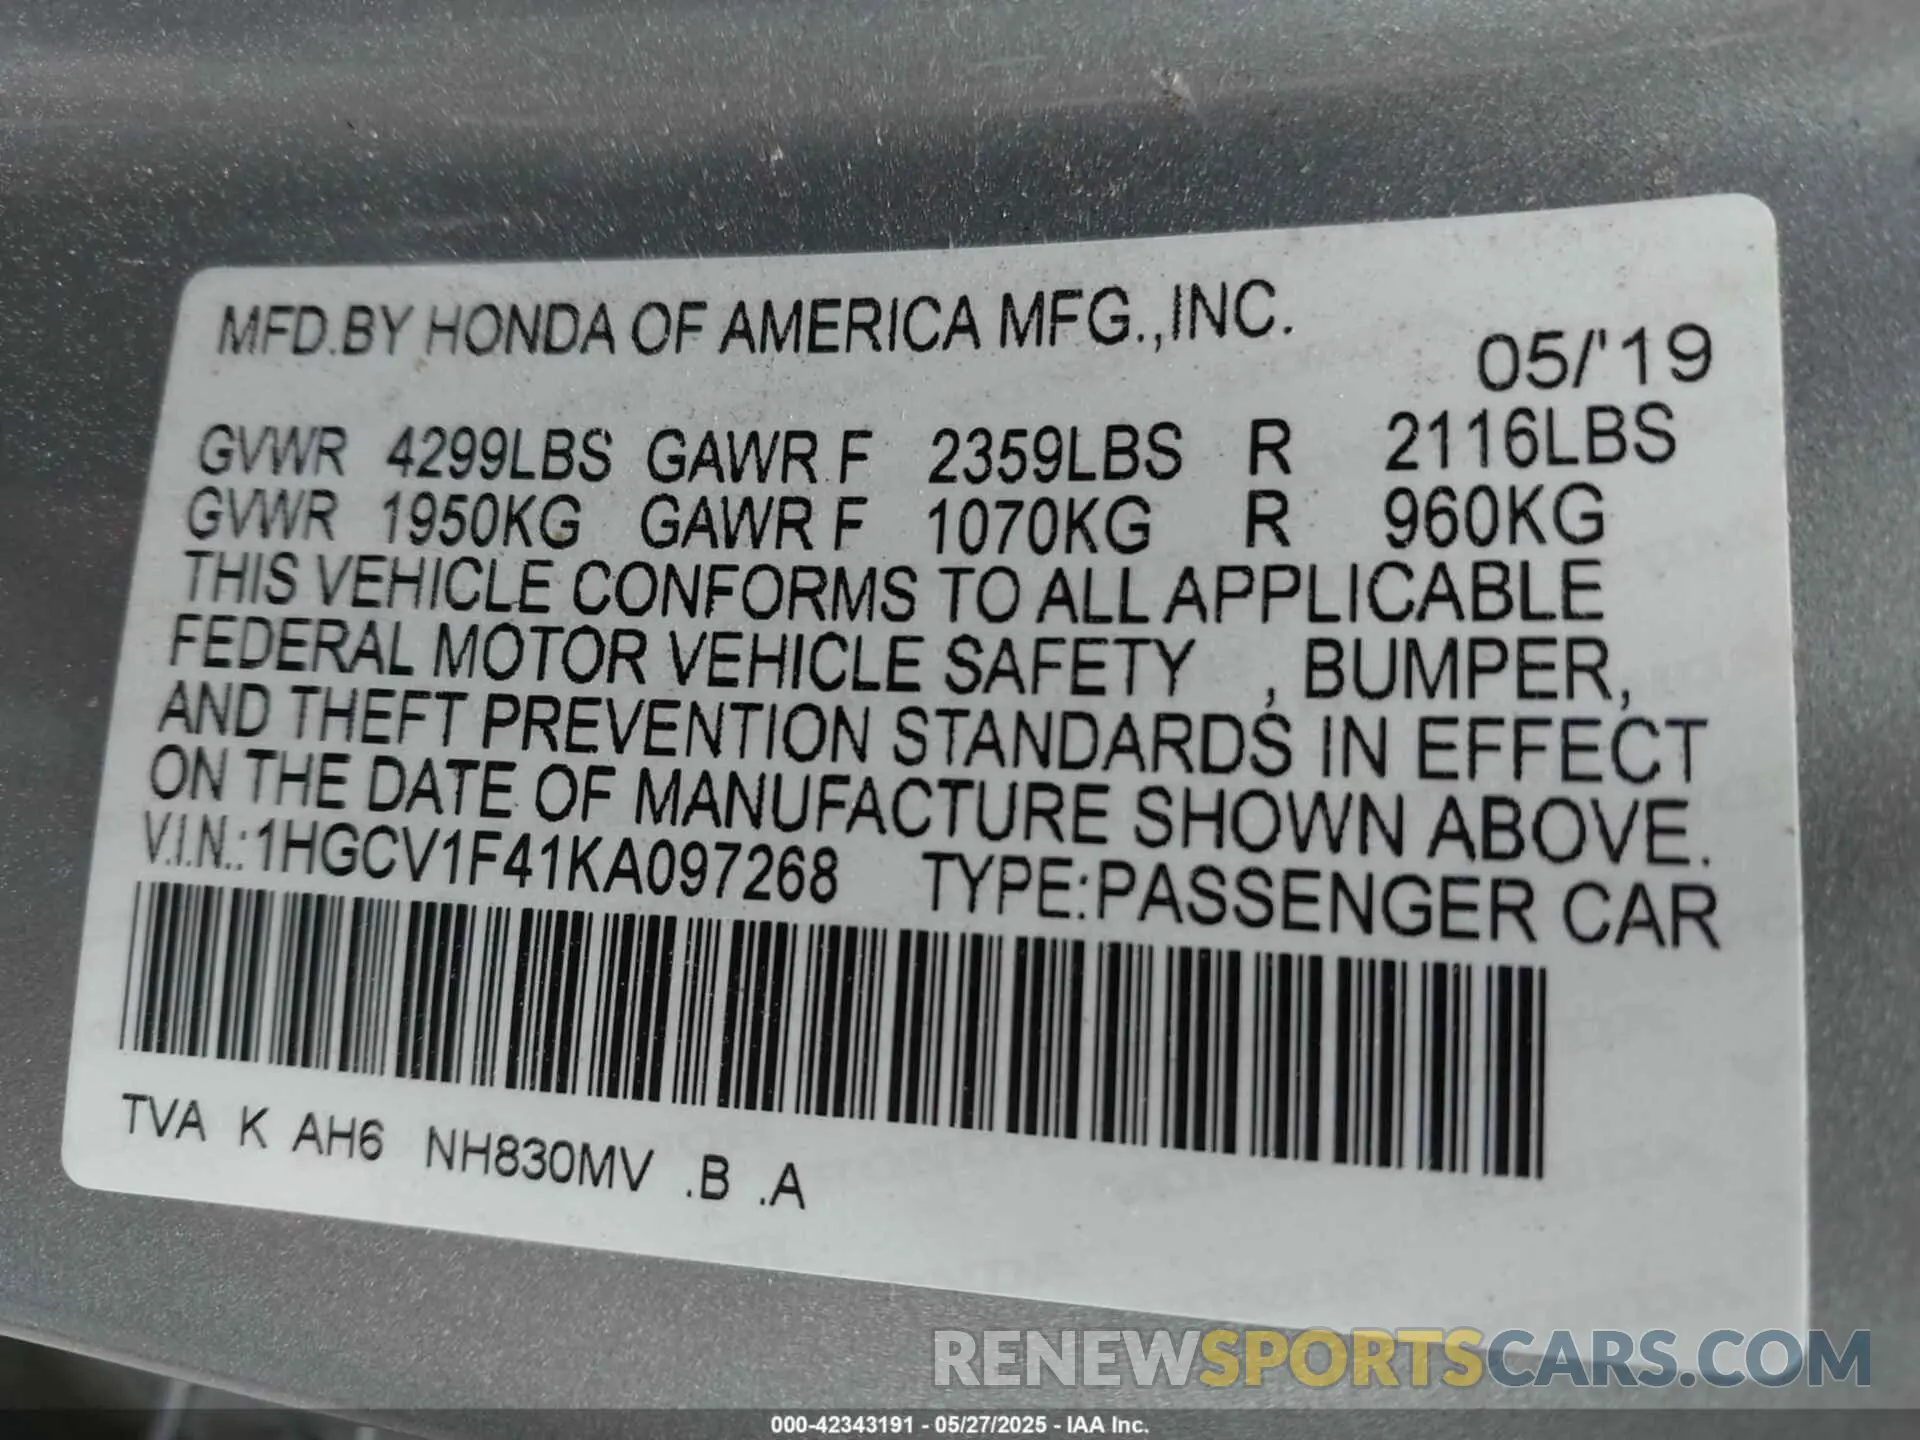 MFD.BY HONDA OF AMERICA MFG.,INC.
05/'19
GVWR 4299LBS GAWR F 2359LBS R 2116LBS
GVWR 1950KG GAWR F 1070KG R 960KG
THIS VEHICLE CONFORMS TO ALL APPLICABLE
FEDERAL MOTOR VEHICLE SAFETY , BUMPER,
AND THEFT PREVENTION STANDARDS IN EFFECT
ON THE DATE OF MANUFACTURE SHOWN ABOVE.
V.I.N.:1HGCV1F41KA097268 TYPE:PASSENGER CAR
TVA K AH6 NH830MV .B .A
RENEWSPORTSCARS.COM
000-42343191 - 05/27/2025 - IAA Inc.